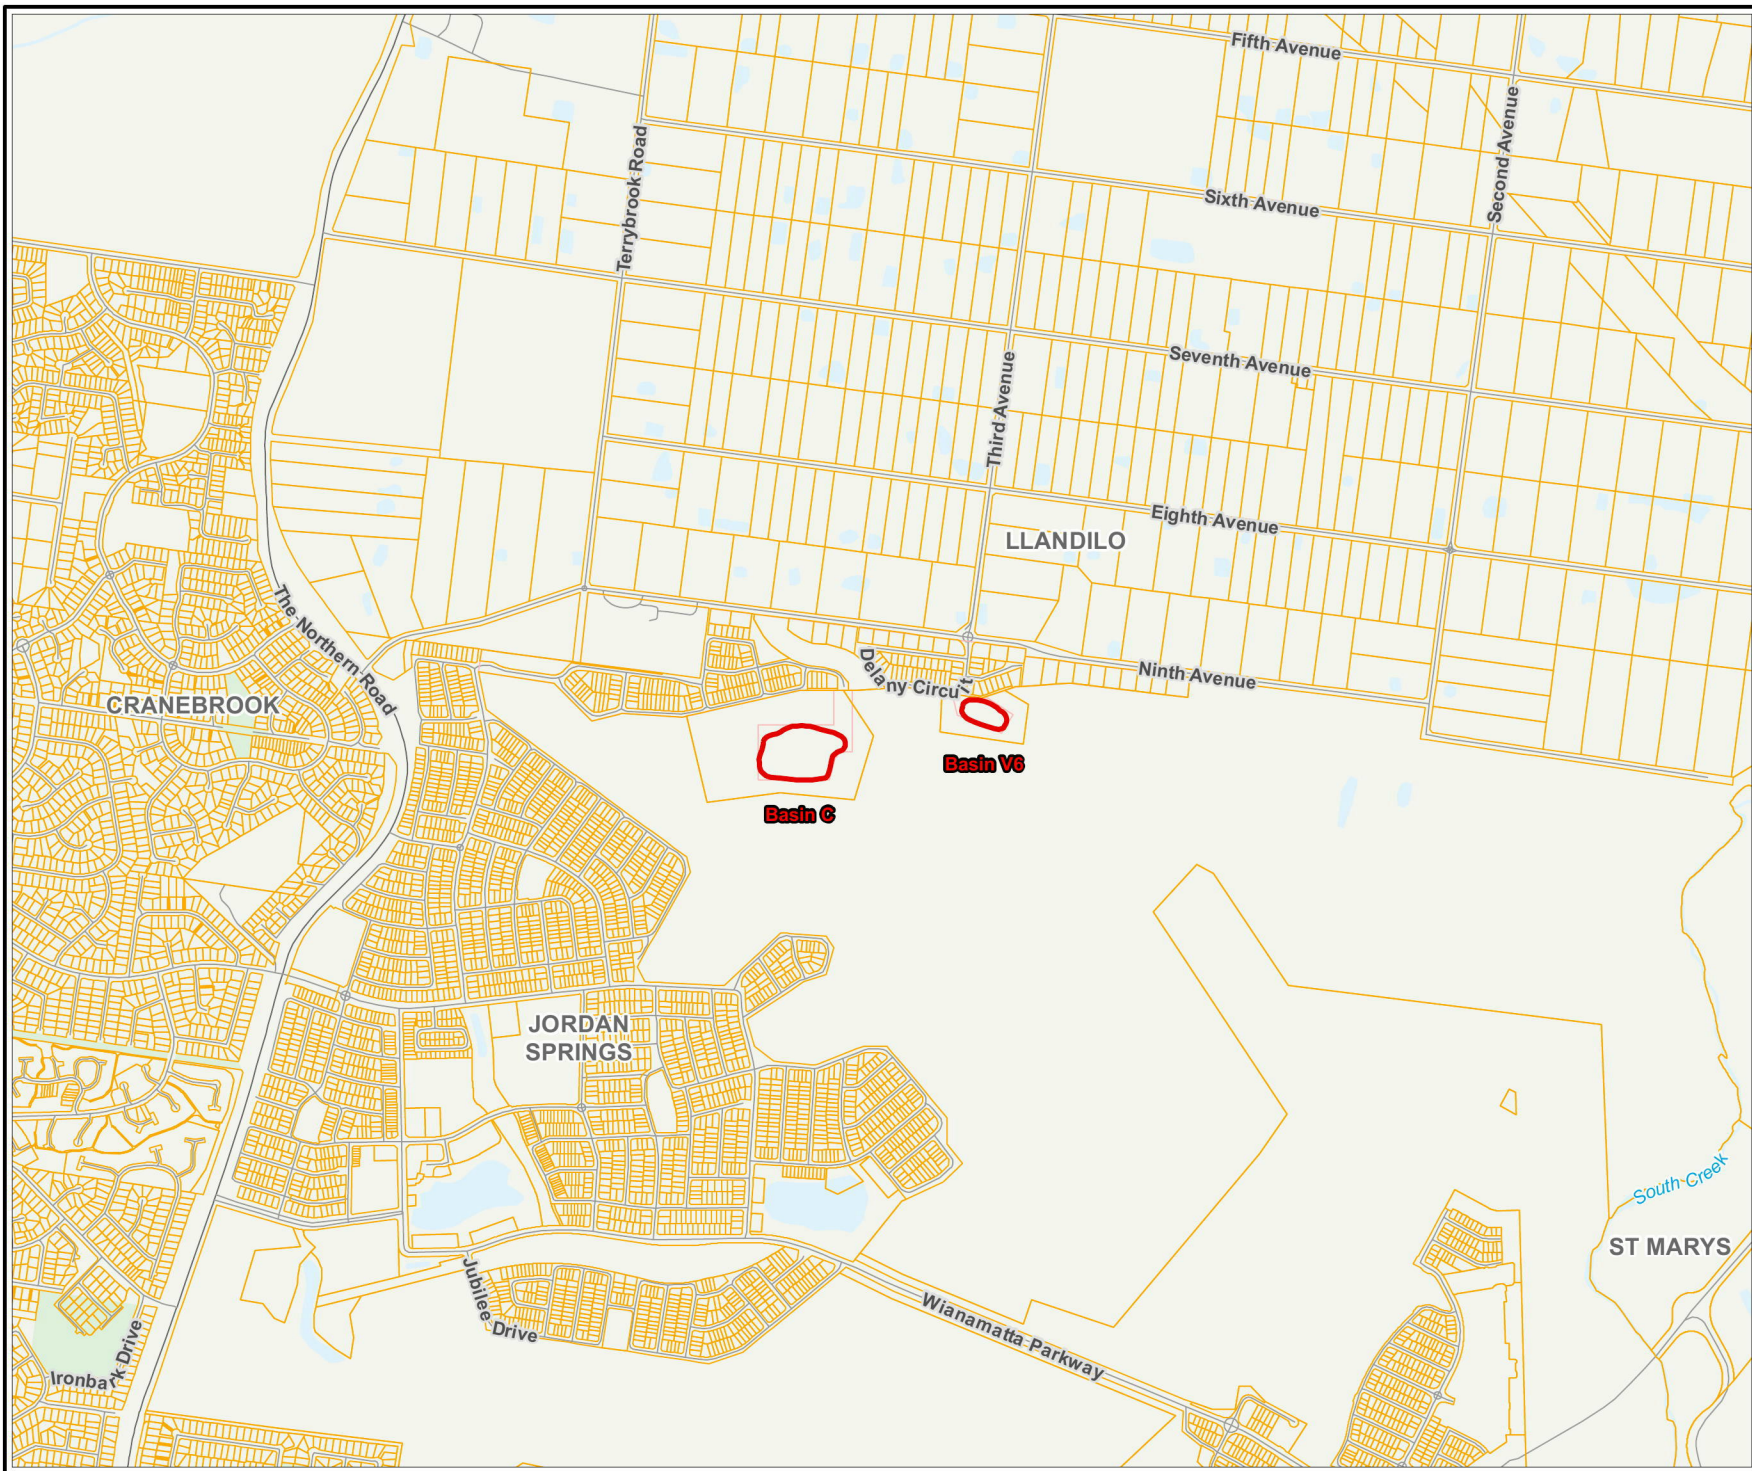 Fifth Avenue
Second Avenue
Terrybrook Road
Sixth Avenue
Seventh Avenue
Third Avenue
Eighth Avenue
LLANDILO
The Northern Road
Delany Circuit
Ninth Avenue
CRANEBROOK
Basin V6
Basin C
JORDAN
SPRINGS
South Creek
ST MARYS
Jubilee Drive
Wianamatta Parkway
Ironbark Drive